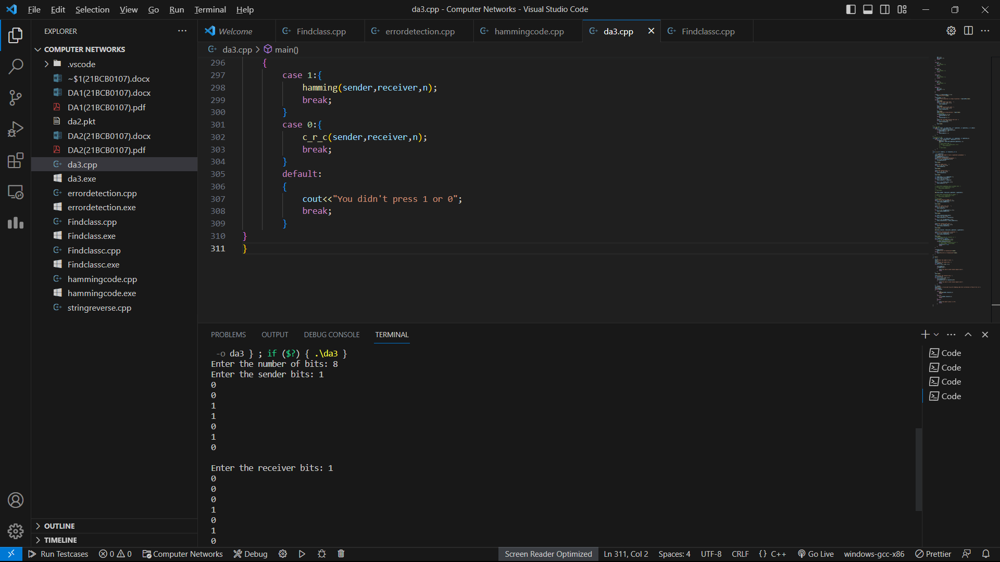 File Edit Selection View Go Run Terminal Help
da3.cpp - Computer Networks - Visual Studio Code
EXPLORER
Welcome
Findclass.cpp
errordetection.cpp
hammingcode.cpp
da3.cpp
Findclassc.cpp
COMPUTER NETWORKS
.vscode
~$1(21BCB0107).docx
DA1(21BCB0107).docx
DA1(21BCB0107).pdf
da2.pkt
DA2(21BCB0107).docx
DA2(21BCB0107).pdf
da3.cpp
da3.exe
errordetection.cpp
errordetection.exe
Findclass.cpp
Findclass.exe
Findclassc.cpp
Findclassc.exe
hammingcode.cpp
hammingcode.exe
stringreverse.cpp
OUTLINE
TIMELINE
da3.cpp > main()
296 {
297 case 1:{
298 hamming(sender,receiver,n);
299 break;
300 }
301 case 0:{
302 c_r_c(sender,receiver,n);
303 break;
304 }
305 default:
306 {
307 cout<<"You didn't press 1 or 0";
308 break;
309 }
310 }
311 }
PROBLEMS OUTPUT DEBUG CONSOLE TERMINAL
-o da3 } ; if ($?) { .\da3 }
Enter the number of bits: 8
Enter the sender bits: 1
0
0
1
1
0
1
0
Enter the receiver bits: 1
0
0
0
1
0
1
0
Code
Code
Code
Code
Run Testcases 0 0 Computer Networks Debug
Screen Reader Optimized Ln 311, Col 2 Spaces: 4 UTF-8 CRLF {} C++ Go Live windows-gcc-x86 Prettier